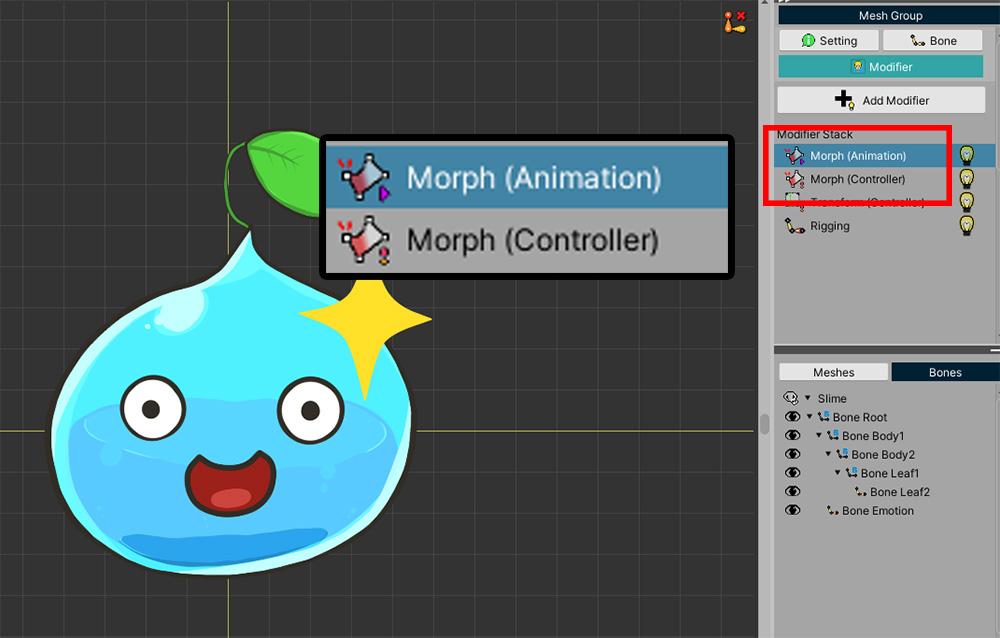 Mesh Group
Setting
Bone
Modifier
Add Modifier
Modifier Stack
Morph (Animation)
Morph (Controller)
Transform (Controller)
Rigging
Morph (Animation)
Morph (Controller)
Meshes
Bones
Slime
Bone Root
Bone Body1
Bone Body2
Bone Leaf1
Bone Leaf2
Bone Emotion